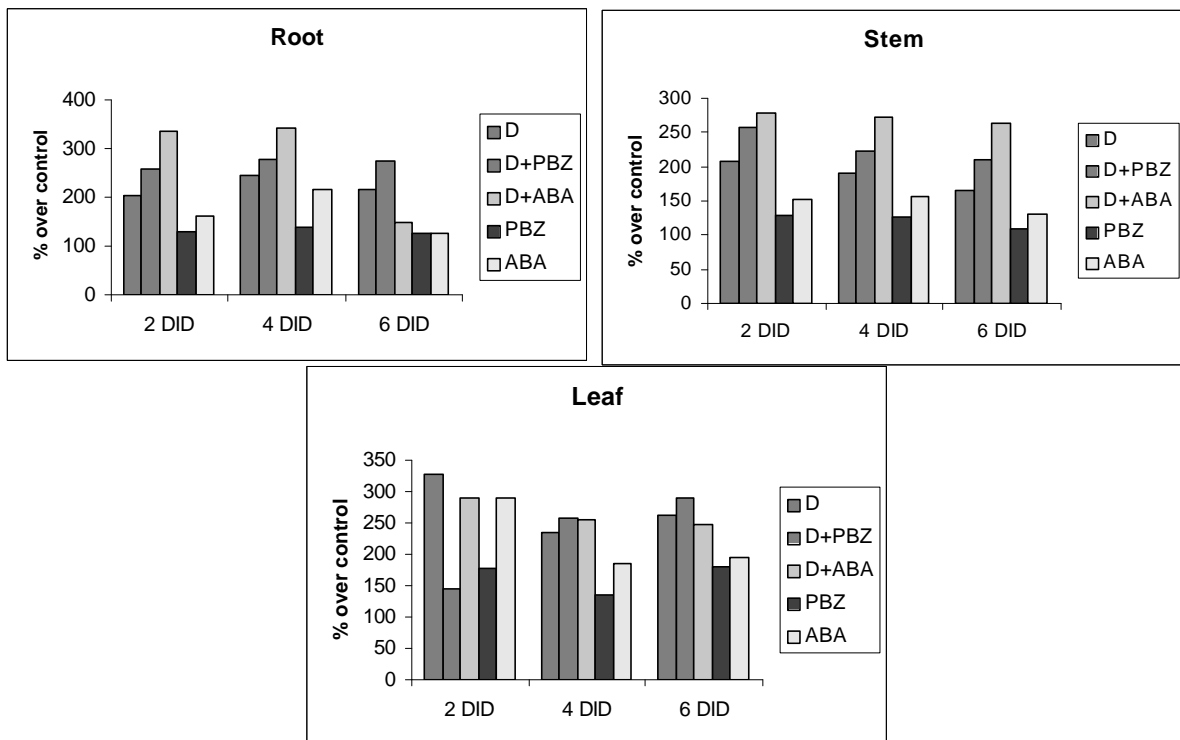 Root
% over control
400
300
200
100
0
2 DID 4 DID 6 DID
D
D+PBZ
D+ABA
PBZ
ABA
Stem
% over control
300
250
200
150
100
50
0
2 DID 4 DID 6 DID
D
D+PBZ
D+ABA
PBZ
ABA
Leaf
% over control
350
300
250
200
150
100
50
0
2 DID 4 DID 6 DID
D
D+PBZ
D+ABA
PBZ
ABA